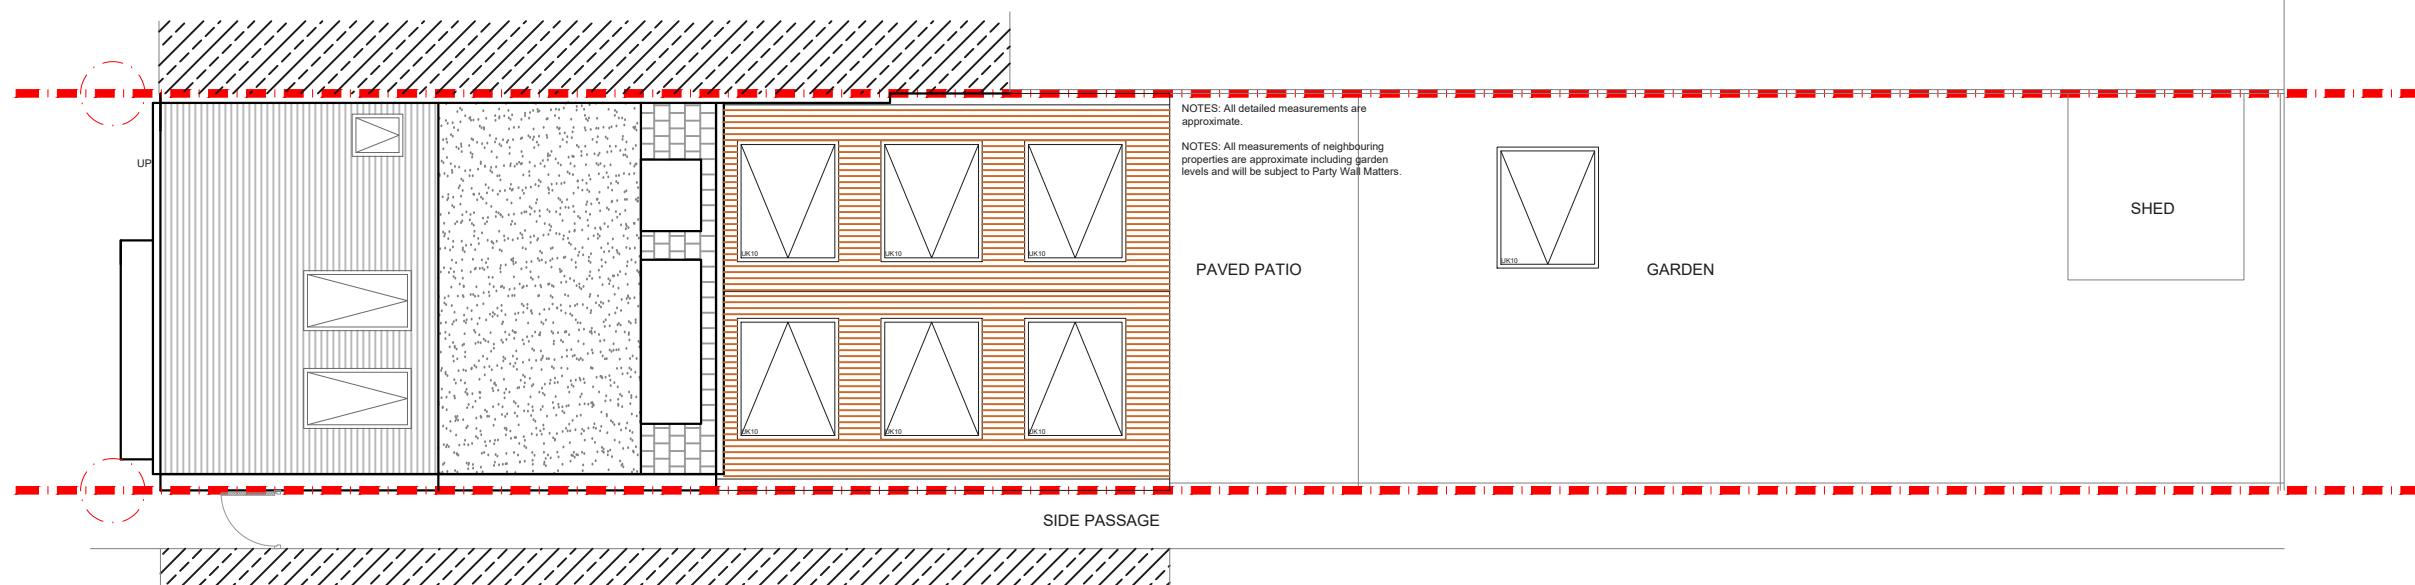 NOTES: All detailed measurements are
approximate.
NOTES: All measurements of neighbouring
properties are approximate including garden
levels and will be subject to Party Wall Matters.
UP
SHED
UK10
UK10
UK10
UK10
PAVED PATIO
GARDEN
UK10
UK10
UK10
SIDE PASSAGE